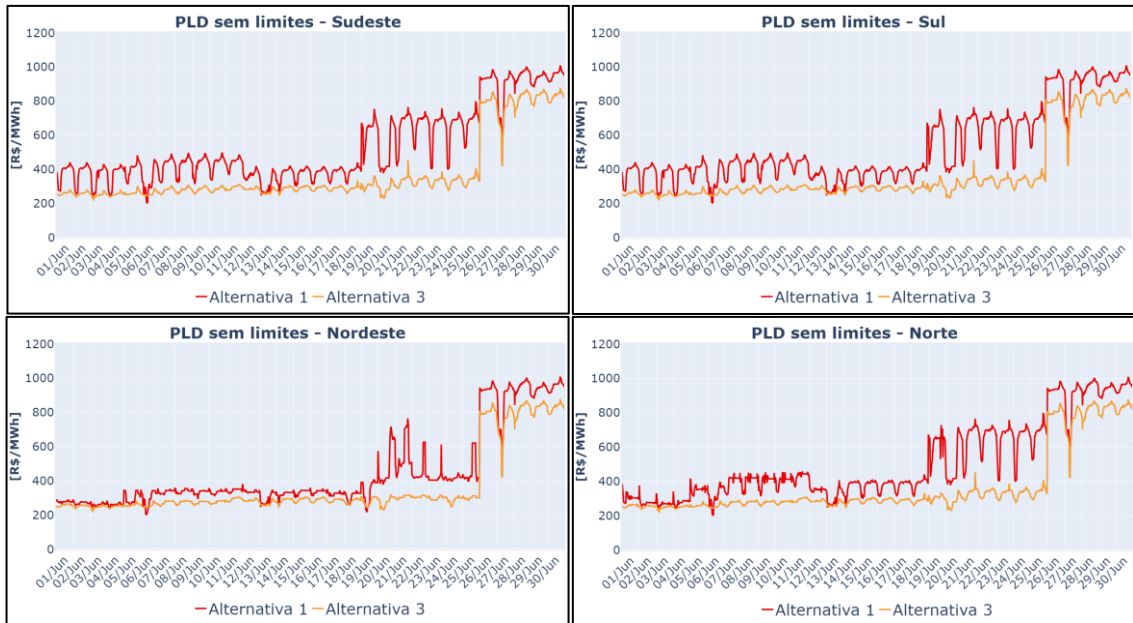 PLD sem limites - Sudeste
[R$/MWh]
1200
1000
800
600
400
200
0
01/Jun 02/Jun 03/Jun 04/Jun 05/Jun 06/Jun 07/Jun 08/Jun 09/Jun 10/Jun 11/Jun 12/Jun 13/Jun 14/Jun 15/Jun 16/Jun 17/Jun 18/Jun 19/Jun 20/Jun 21/Jun 22/Jun 23/Jun 24/Jun 25/Jun 26/Jun 27/Jun 28/Jun 29/Jun 30/Jun
Alternativa 1 Alternativa 3
PLD sem limites - Sul
[R$/MWh]
1200
1000
800
600
400
200
0
01/Jun 02/Jun 03/Jun 04/Jun 05/Jun 06/Jun 07/Jun 08/Jun 09/Jun 10/Jun 11/Jun 12/Jun 13/Jun 14/Jun 15/Jun 16/Jun 17/Jun 18/Jun 19/Jun 20/Jun 21/Jun 22/Jun 23/Jun 24/Jun 25/Jun 26/Jun 27/Jun 28/Jun 29/Jun 30/Jun
Alternativa 1 Alternativa 3
PLD sem limites - Nordeste
[R$/MWh]
1200
1000
800
600
400
200
0
01/Jun 02/Jun 03/Jun 04/Jun 05/Jun 06/Jun 07/Jun 08/Jun 09/Jun 10/Jun 11/Jun 12/Jun 13/Jun 14/Jun 15/Jun 16/Jun 17/Jun 18/Jun 19/Jun 20/Jun 21/Jun 22/Jun 23/Jun 24/Jun 25/Jun 26/Jun 27/Jun 28/Jun 29/Jun 30/Jun
Alternativa 1 Alternativa 3
PLD sem limites - Norte
[R$/MWh]
1200
1000
800
600
400
200
0
01/Jun 02/Jun 03/Jun 04/Jun 05/Jun 06/Jun 07/Jun 08/Jun 09/Jun 10/Jun 11/Jun 12/Jun 13/Jun 14/Jun 15/Jun 16/Jun 17/Jun 18/Jun 19/Jun 20/Jun 21/Jun 22/Jun 23/Jun 24/Jun 25/Jun 26/Jun 27/Jun 28/Jun 29/Jun 30/Jun
Alternativa 1 Alternativa 3